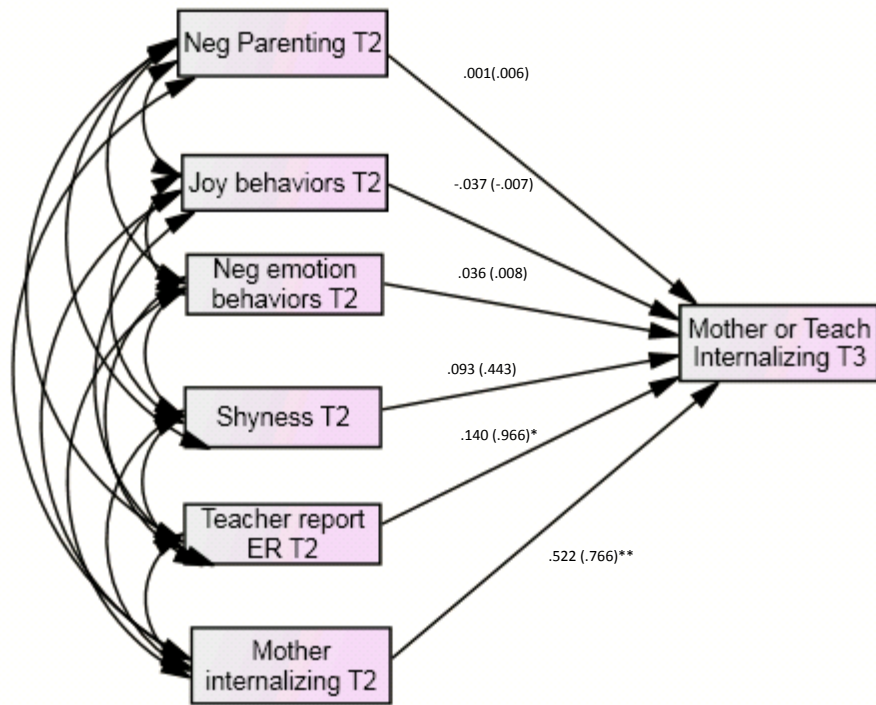 Neg Parenting T2
.001(.006)
Joy behaviors T2
-.037 (-.007)
Neg emotion
behaviors T2
.036 (.008)
Mother or Teach
Internalizing T3
.093 (.443)
Shyness T2
.140 (.966)*
Teacher report
ER T2
.522 (.766)**
Mother
internalizing T2